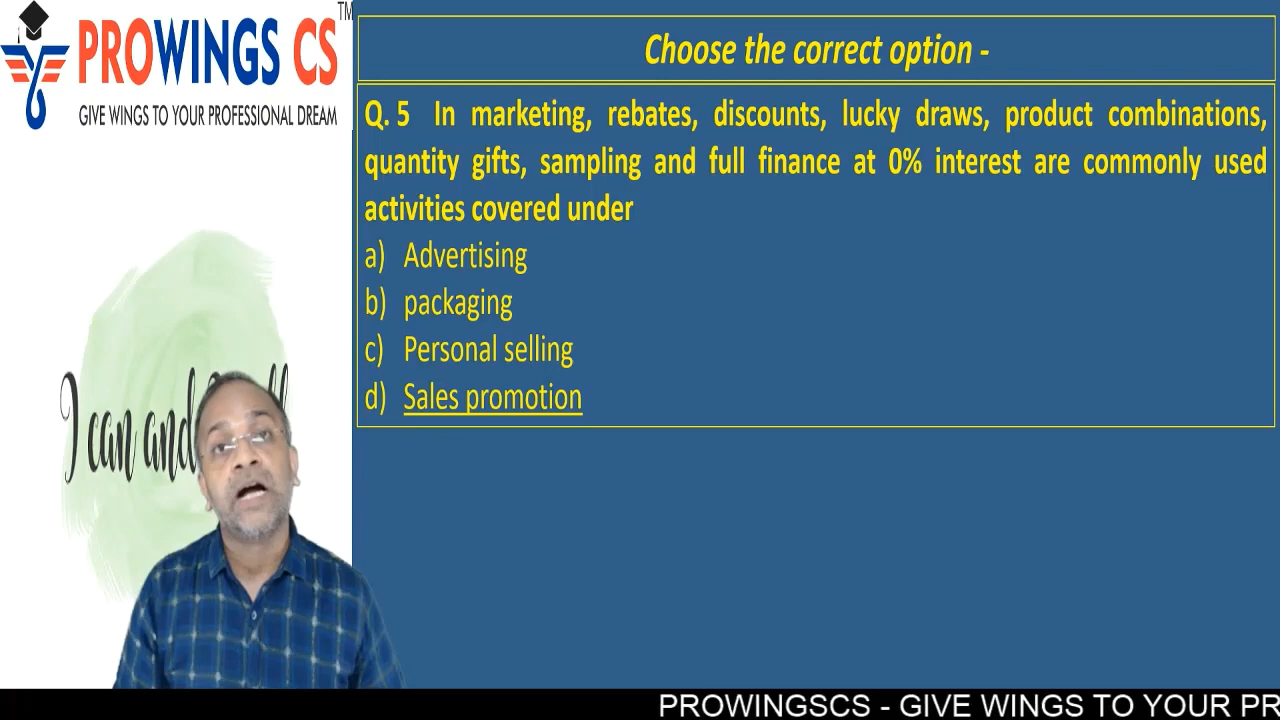 TM
PROWINGS CS
GIVE WINGS TO YOUR PROFESSIONAL DREAM
Choose the correct option -
Q. 5 In marketing, rebates, discounts, lucky draws, product combinations,
quantity gifts, sampling and full finance at 0% interest are commonly used
activities covered under
a) Advertising
b) packaging
c) Personal selling
d) Sales promotion
I can and
PROWINGSCS - GIVE WINGS TO YOUR PR